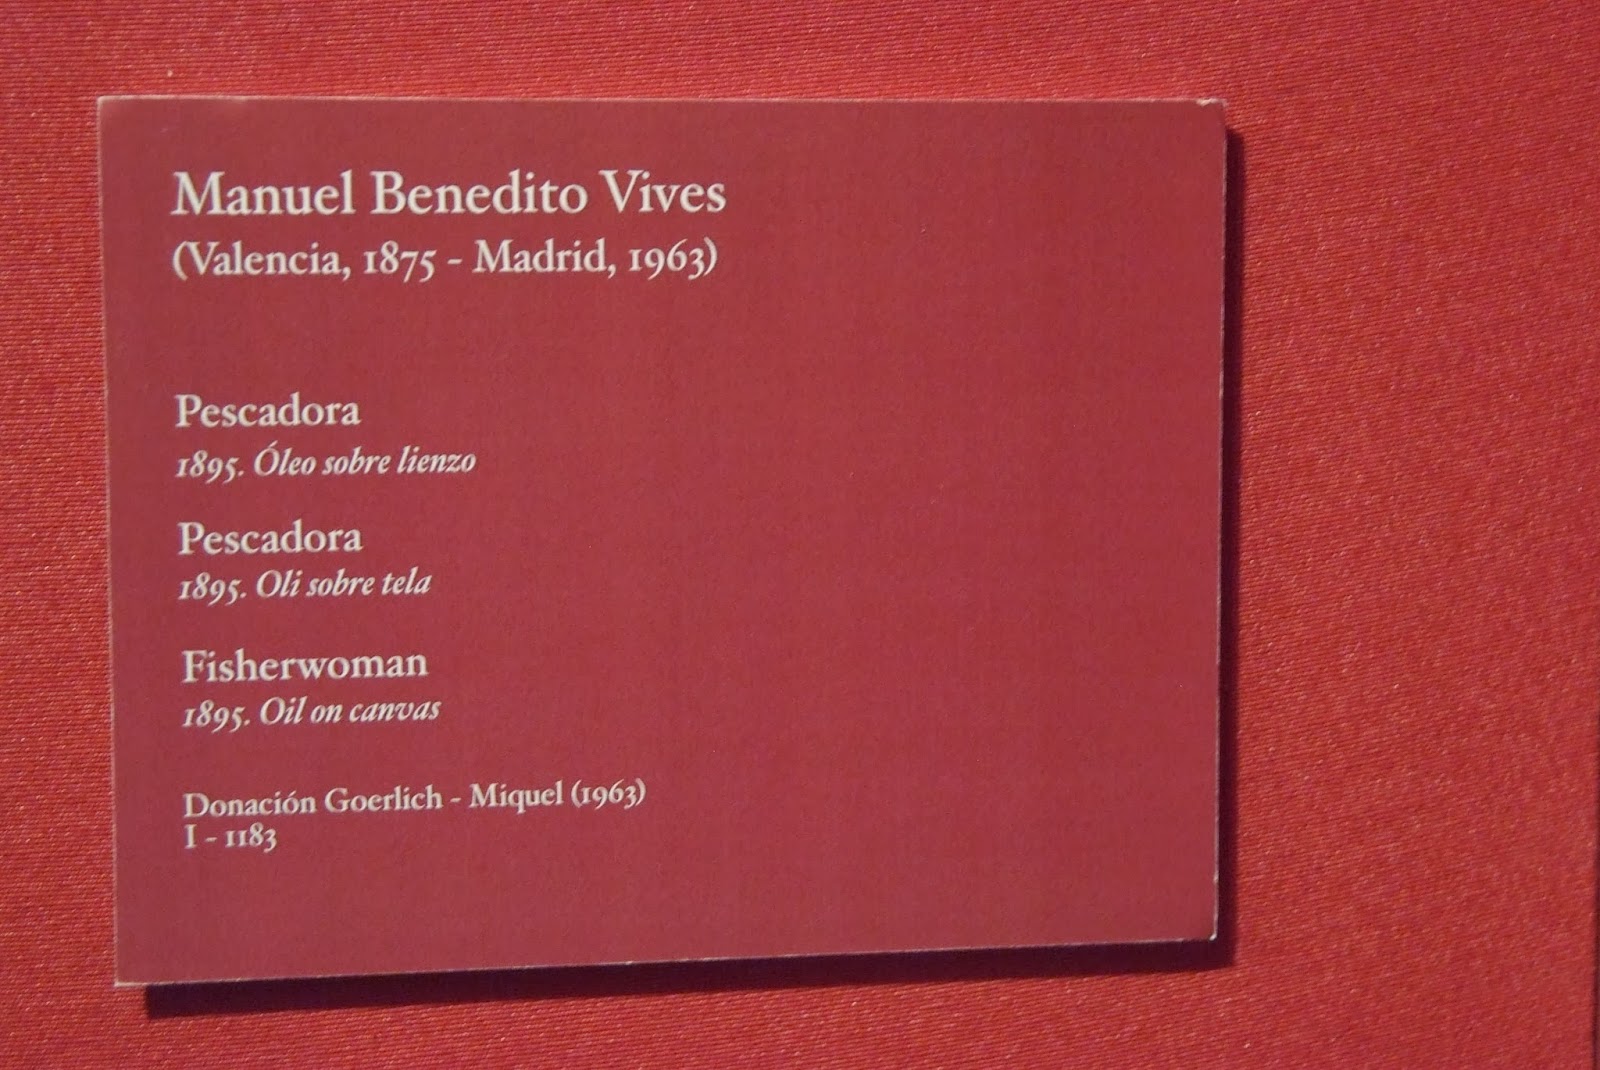 Manuel Benedito Vives
(Valencia, 1875 - Madrid, 1963)
Pescadora
1895. Óleo sobre lienzo
Pescadora
1895. Oli sobre tela
Fisherwoman
1895. Oil on canvas
Donación Goerlich - Miquel (1963)
I - 1183